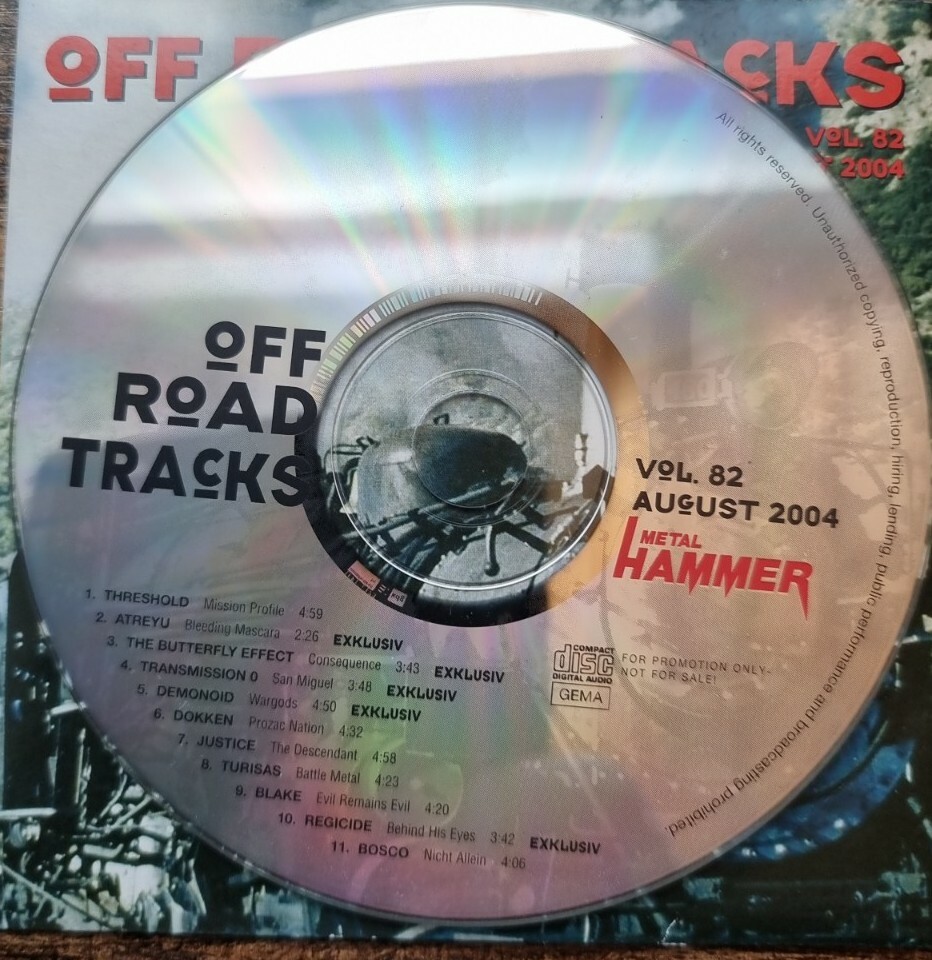 OFF
ACKS
VOL. 82
2004
All rights reserved. Unauthorized copying, reproduction, hiring, lending, public performance and broadcasting prohibited.
OFF
ROAD
TRACKS
VOL. 82
AUGUST 2004
METAL
HAMMER
1. THRESHOLD Mission Profile 4:59
2. ATREYU Bleeding Mascara 2:26 EXKLUSIV
3. THE BUTTERFLY EFFECT Consequence 3:43 EXKLUSIV
4. TRANSMISSION 0 San Miguel 3:48 EXKLUSIV
5. DEMONOID Wargods 4:50 EXKLUSIV
6. DOKKEN Prozac Nation 4:32
7. JUSTICE The Descendant 4:58
8. TURISAS Battle Metal 4:23
9. BLAKE Evil Remains Evil 4:20
10. REGICIDE Behind His Eyes 3:42 EXKLUSIV
11. BOSCO Nicht Allein 4:06
COMPACT
disc
DIGITAL AUDIO
GEMA
FOR PROMOTION ONLY-
NOT FOR SALE!